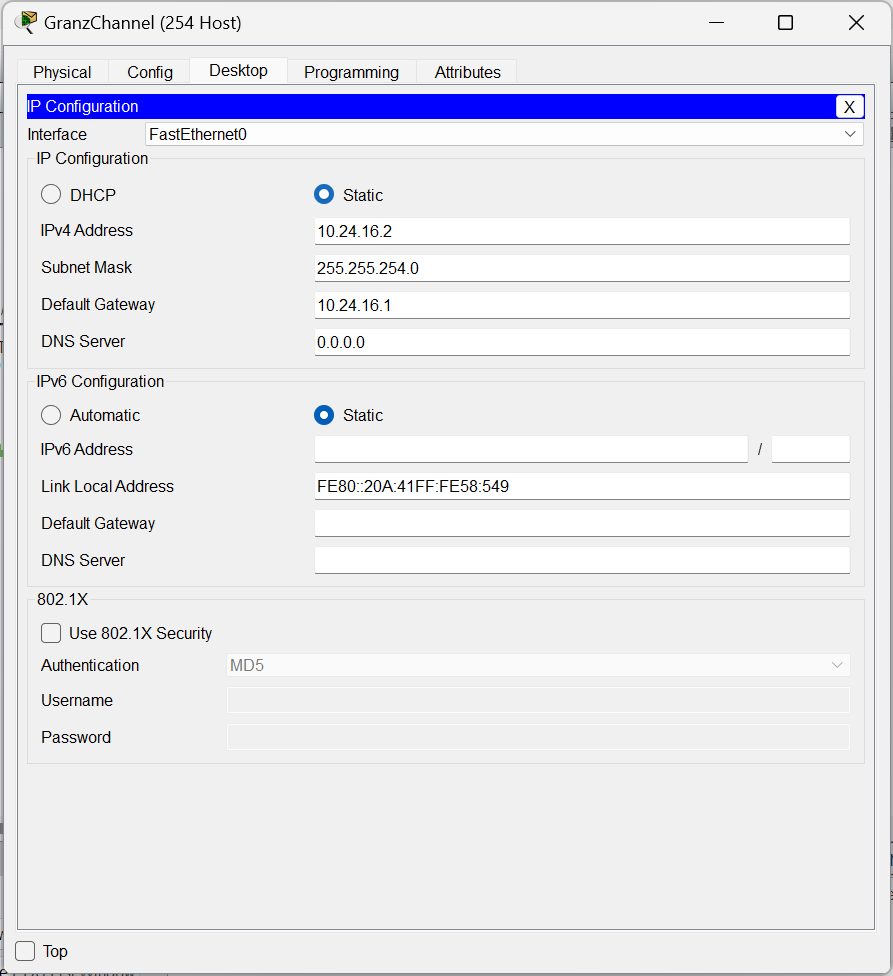 GranzChannel (254 Host)
Physical Config Desktop Programming Attributes
IP Configuration X
Interface FastEthernet0
IP Configuration
DHCP Static
IPv4 Address 10.24.16.2
Subnet Mask 255.255.254.0
Default Gateway 10.24.16.1
DNS Server 0.0.0.0
IPv6 Configuration
Automatic Static
IPv6 Address /
Link Local Address FE80::20A:41FF:FE58:549
Default Gateway
DNS Server
802.1X
Use 802.1X Security
Authentication MD5
Username
Password
Top